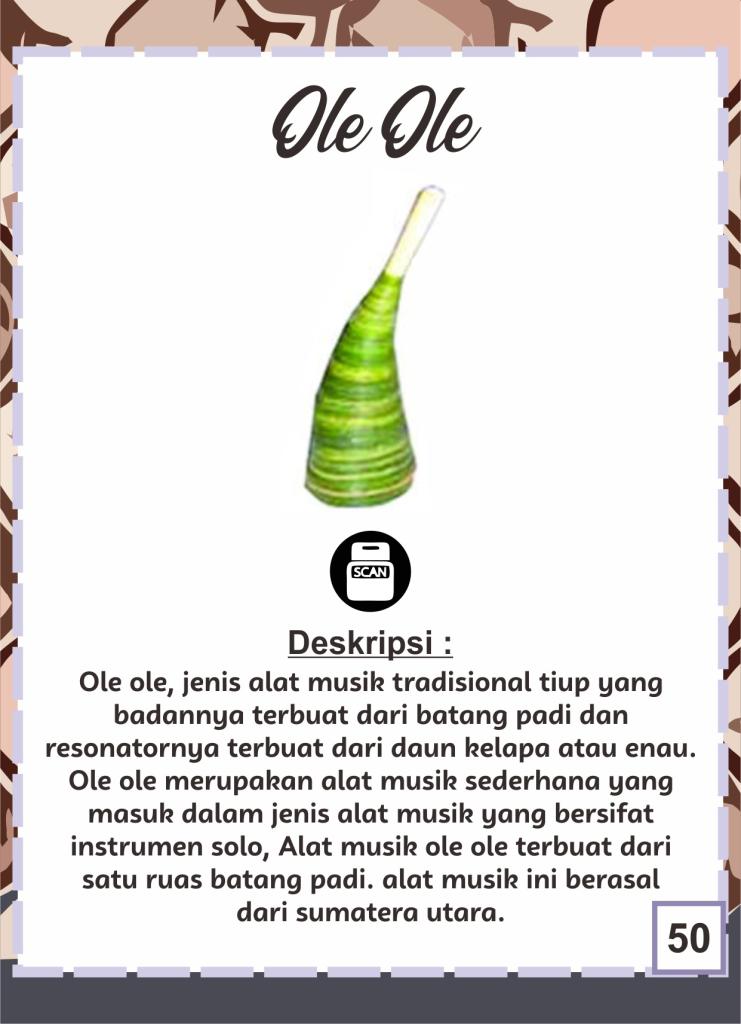 Ole Ole
SCAN
Deskripsi :
Ole ole, jenis alat musik tradisional tiup yang
badannya terbuat dari batang padi dan
resonatornya terbuat dari daun kelapa atau enau.
Ole ole merupakan alat musik sederhana yang
masuk dalam jenis alat musik yang bersifat
instrumen solo, Alat musik ole ole terbuat dari
satu ruas batang padi. alat musik ini berasal
dari sumatera utara.
50